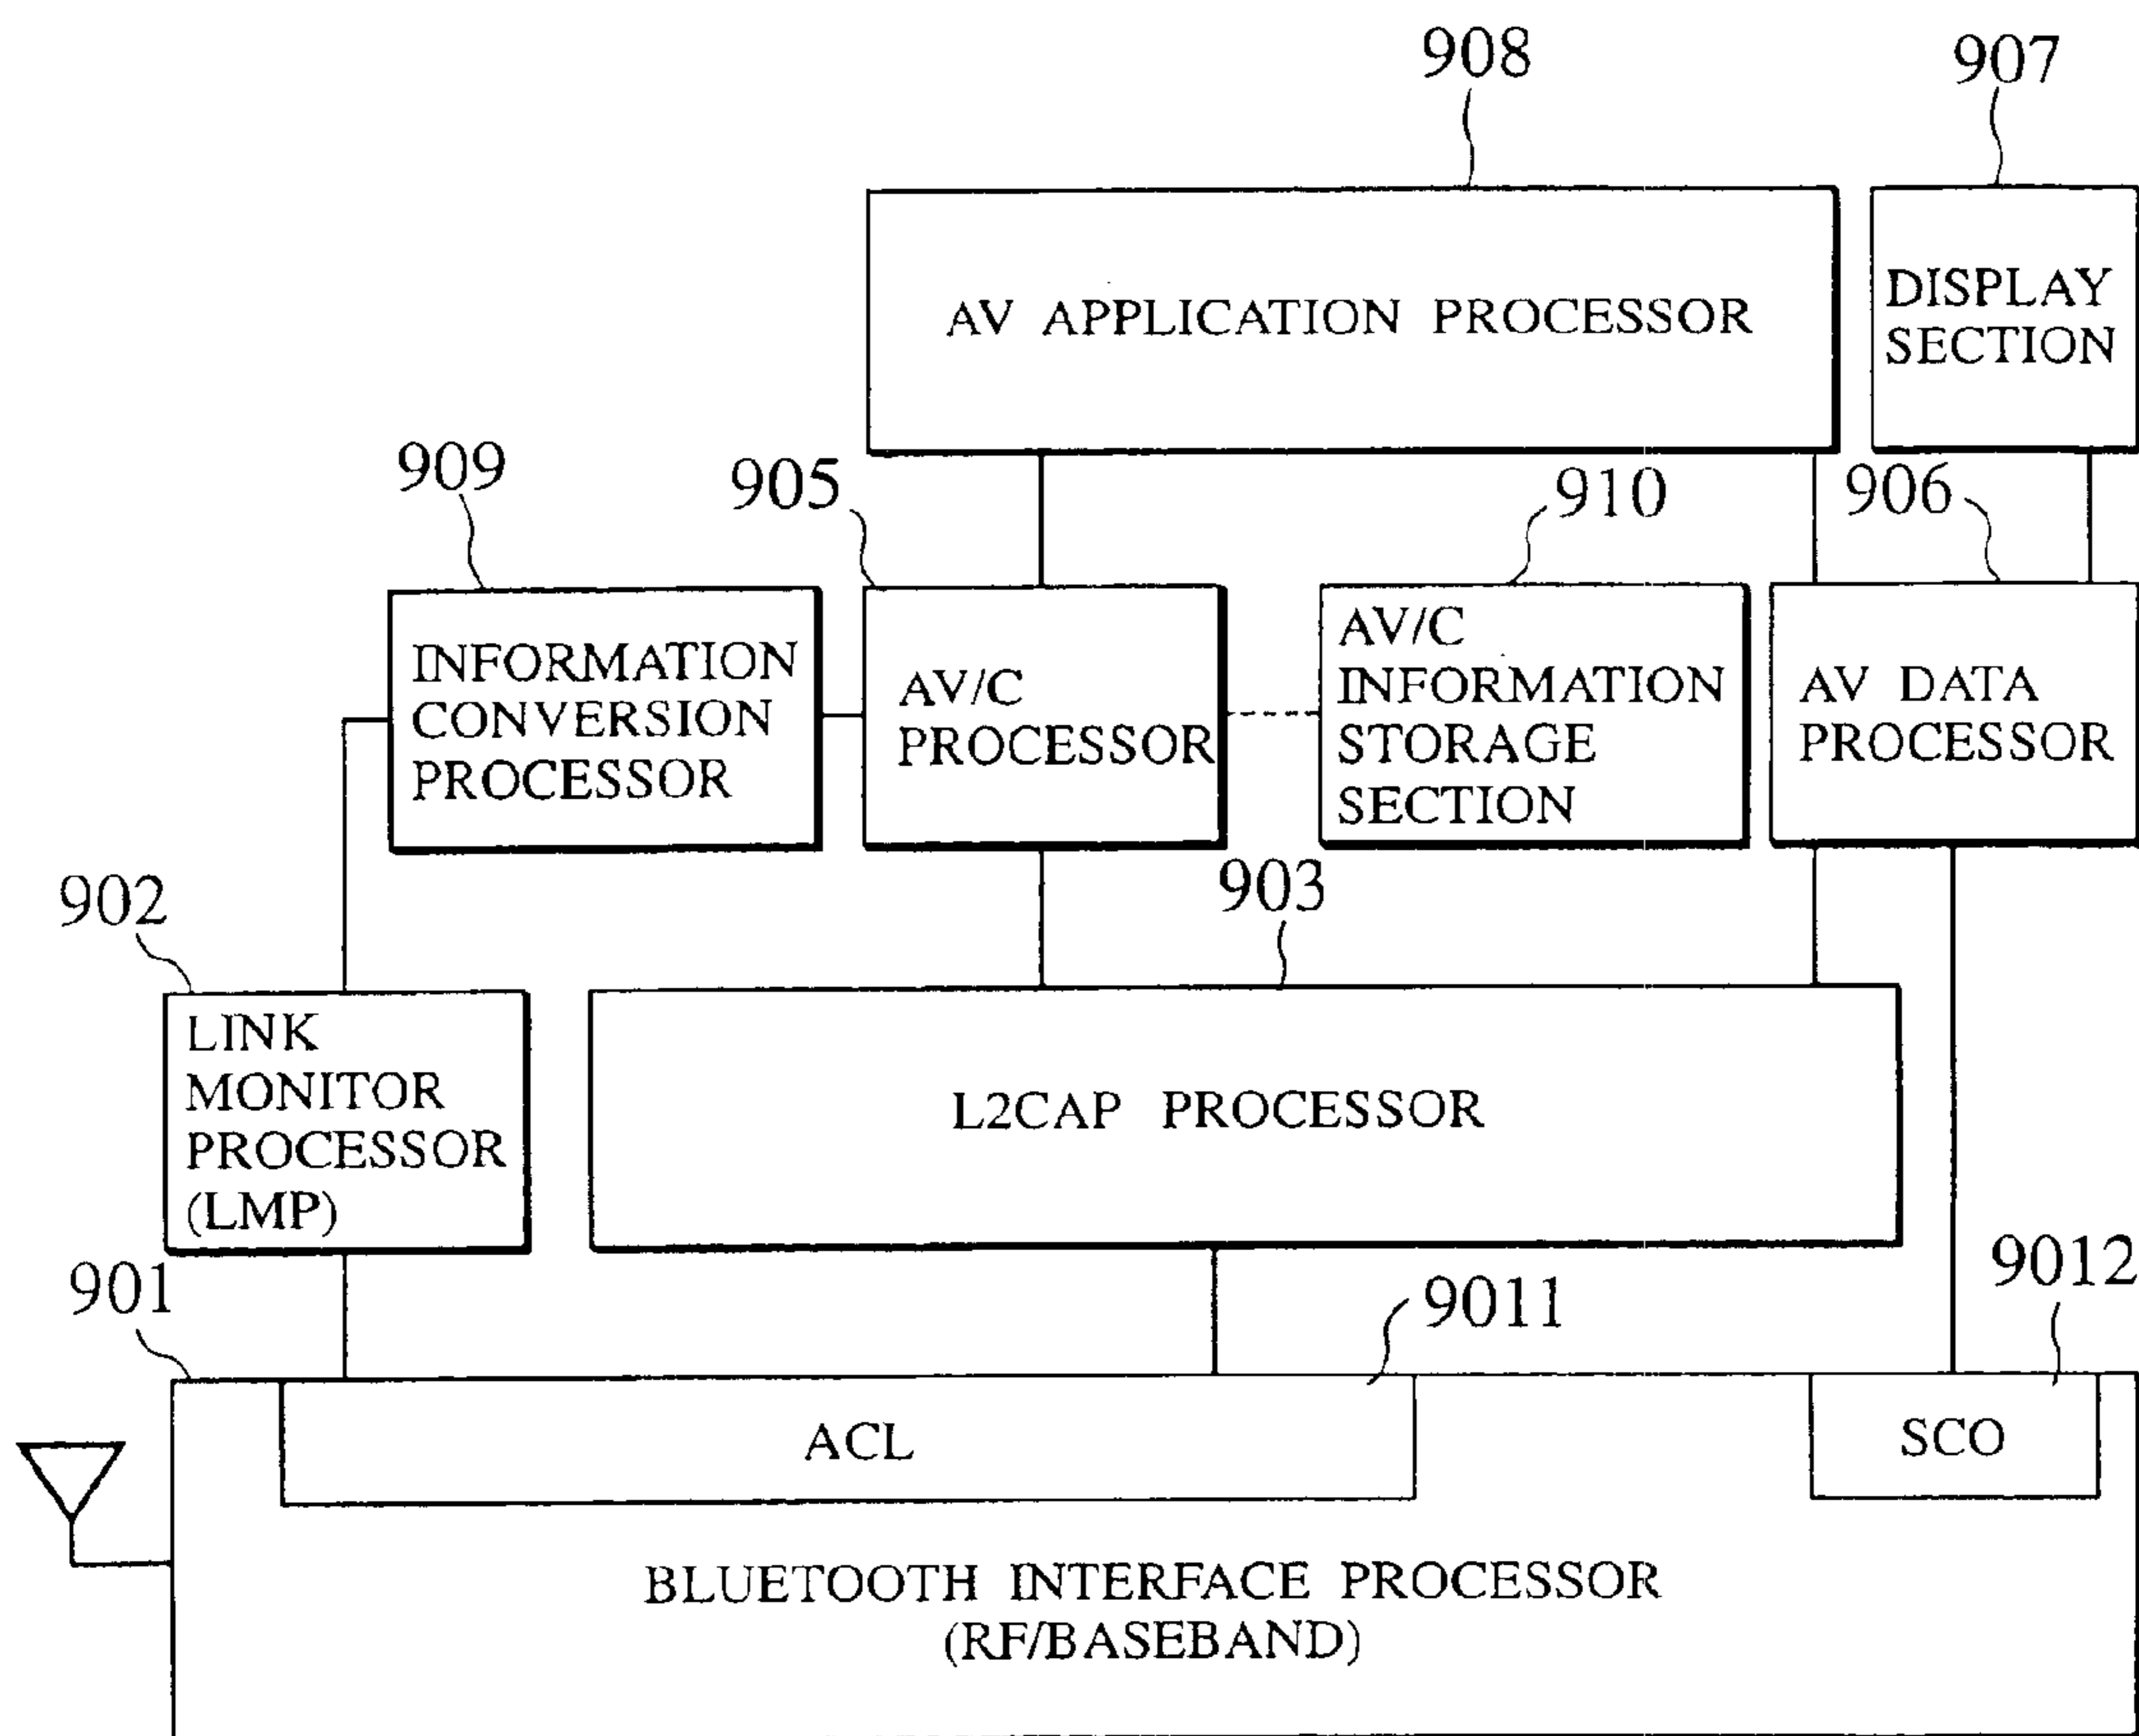 908
907
AV APPLICATION PROCESSOR
DISPLAY
SECTION
909
905
910
906
INFORMATION
CONVERSION
PROCESSOR
AV/C
PROCESSOR
AV/C
INFORMATION
STORAGE
SECTION
AV DATA
PROCESSOR
902
903
LINK
MONITOR
PROCESSOR
(LMP)
L2CAP PROCESSOR
901
9011
9012
ACL
SCO
BLUETOOTH INTERFACE PROCESSOR
(RF/BASEBAND)